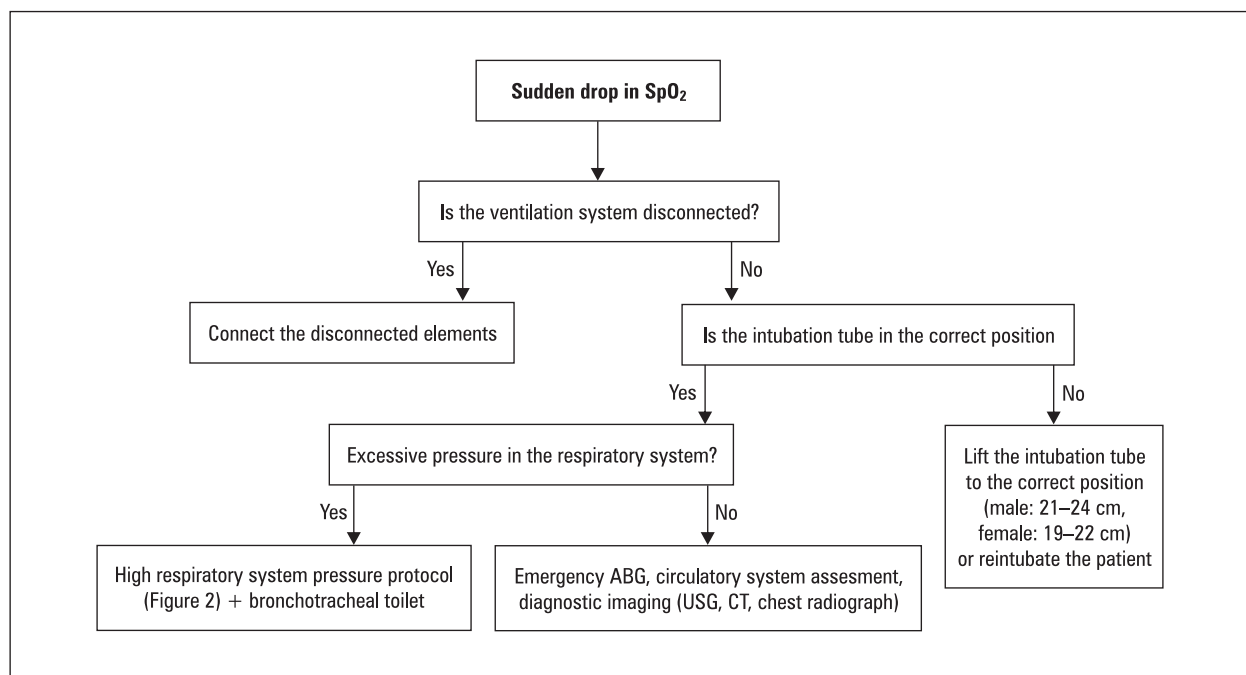 Sudden drop in SpO₂
Is the ventilation system disconnected?
Yes
No
Connect the disconnected elements
Is the intubation tube in the correct position
Yes
No
Excessive pressure in the respiratory system?
Lift the intubation tube
to the correct position
(male: 21–24 cm,
female: 19–22 cm)
or reintubate the patient
Yes
No
High respiratory system pressure protocol
(Figure 2) + bronchotracheal toilet
Emergency ABG, circulatory system assesment,
diagnostic imaging (USG, CT, chest radiograph)